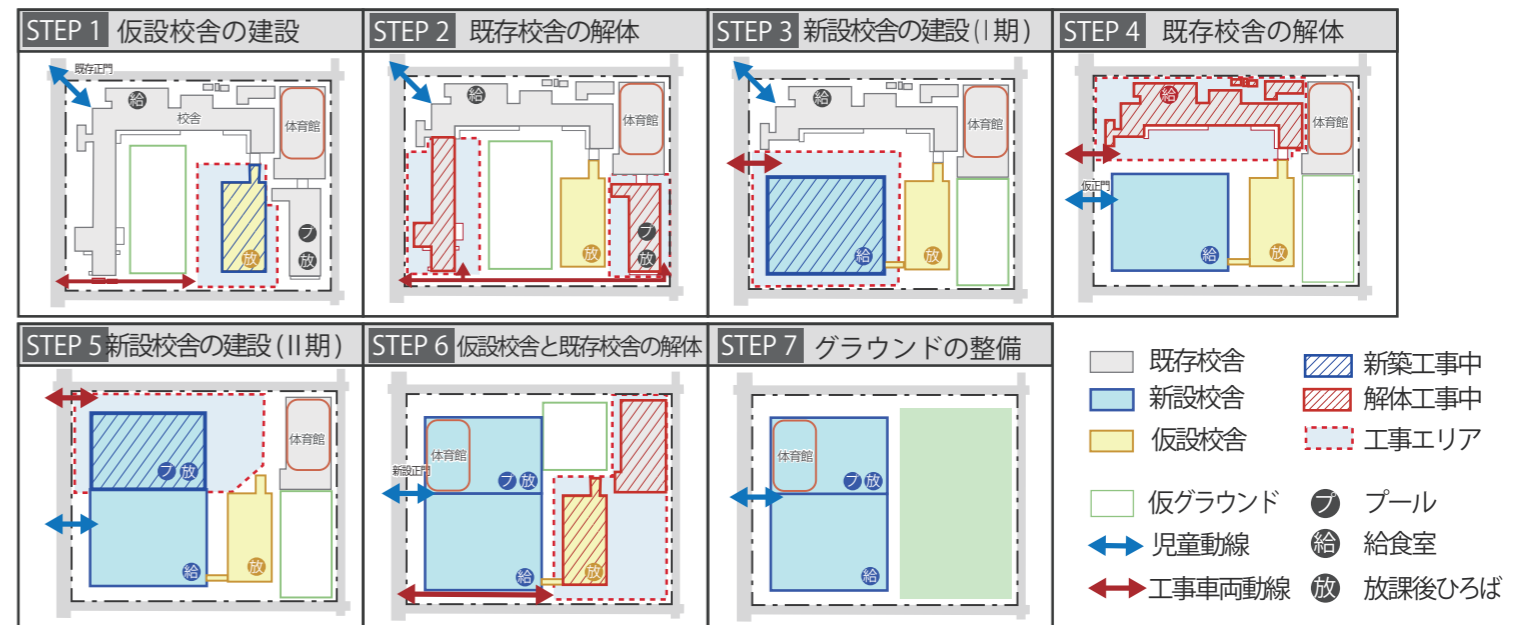 STEP 1 仮設校舎の建設
既存正門
給
校舎
体育館
プ
放
放
STEP 2 既存校舎の解体
給
体育館
プ
放
放
STEP 3 新設校舎の建設(Ⅰ期)
給
体育館
給
放
STEP 4 既存校舎の解体
給
体育館
仮正門
給
放
STEP 5 新設校舎の建設(II期)
体育館
プ放
給
放
STEP 6 仮設校舎と既存校舎の解体
体育館
新設正門
プ放
給
放
STEP 7 グラウンドの整備
体育館
プ放
給
既存校舎
新設校舎
仮設校舎
新築工事中
解体工事中
工事エリア
仮グラウンド
児童動線
工事車両動線
プ プール
給 給食室
放 放課後ひろば